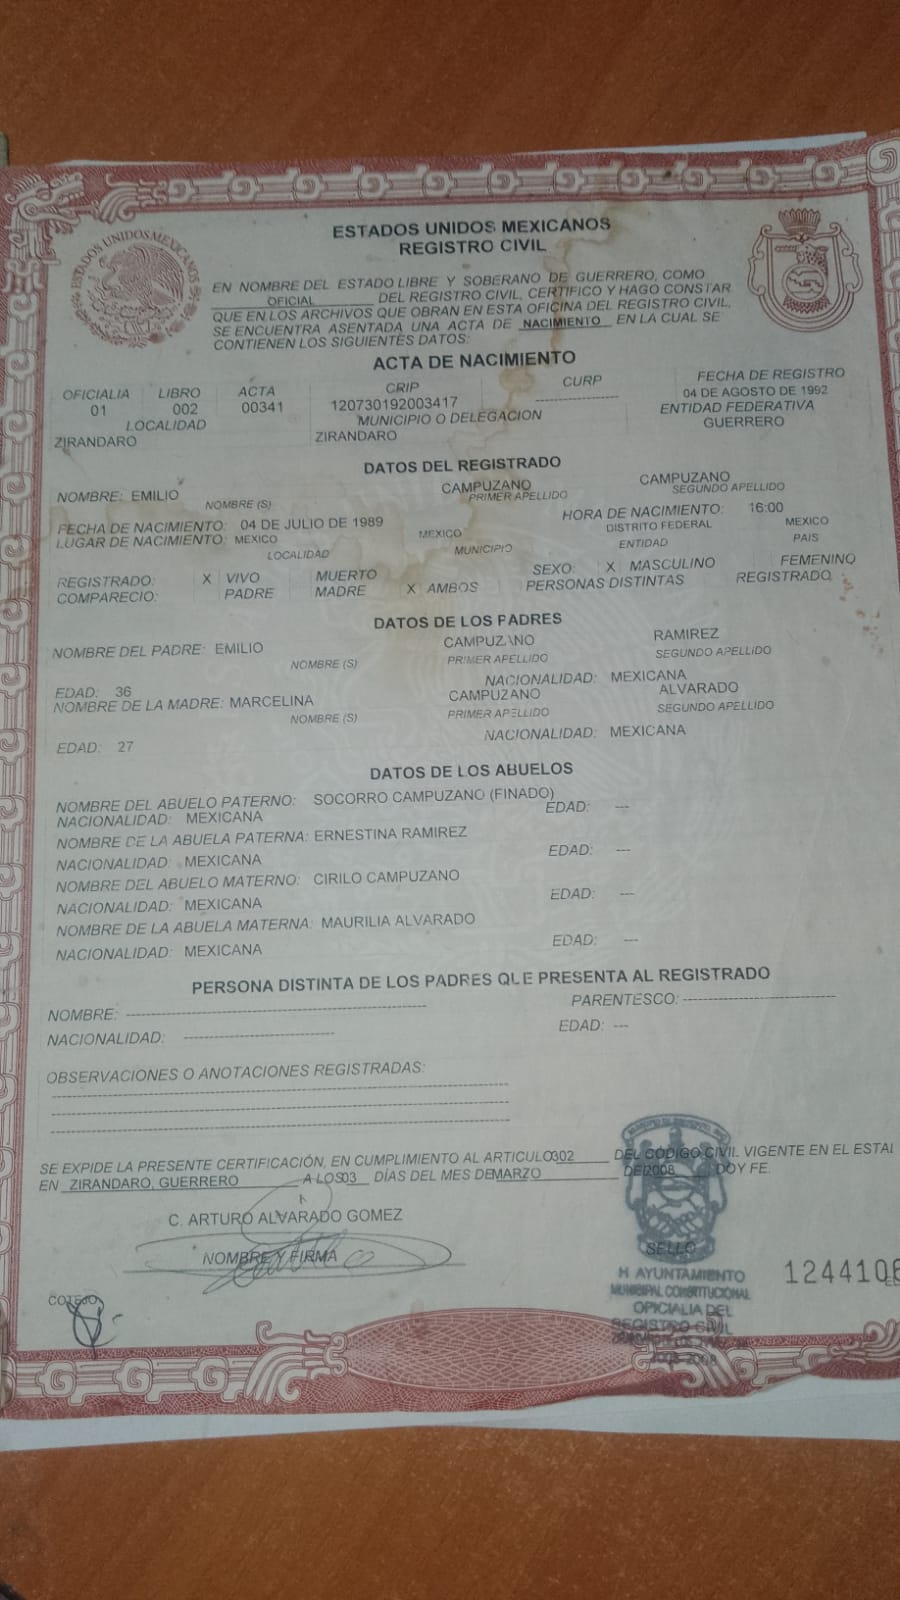 ESTADOS UNIDOS MEXICANOS
REGISTRO CIVIL
ESTADOS UNIDOS MEXICANOS
EN NOMBRE DEL ESTADO LIBRE Y SOBERANO DE GUERRERO, COMO
OFICIAL DEL REGISTRO CIVIL, CERTIFICO Y HAGO CONSTAR
QUE EN LOS ARCHIVOS QUE OBRAN EN ESTA OFICINA DEL REGISTRO CIVIL,
SE ENCUENTRA ASENTADA UNA ACTA DE NACIMIENTO EN LA CUAL SE
CONTIENEN LOS SIGUIENTES DATOS:
ACTA DE NACIMIENTO
OFICIALIA LIBRO ACTA CRIP CURP FECHA DE REGISTRO
01 002 00341 120730192003417 ------------------ 04 DE AGOSTO DE 1992
LOCALIDAD MUNICIPIO O DELEGACION ENTIDAD FEDERATIVA
ZIRANDARO ZIRANDARO GUERRERO
DATOS DEL REGISTRADO
NOMBRE: EMILIO CAMPUZANO CAMPUZANO
NOMBRE (S) PRIMER APELLIDO SEGUNDO APELLIDO
FECHA DE NACIMIENTO: 04 DE JULIO DE 1989 HORA DE NACIMIENTO: 16:00
LUGAR DE NACIMIENTO: MEXICO MEXICO DISTRITO FEDERAL MEXICO
LOCALIDAD MUNICIPIO ENTIDAD PAIS
REGISTRADO: X VIVO MUERTO SEXO: X MASCULINO FEMENINO
COMPARECIO: PADRE MADRE X AMBOS PERSONAS DISTINTAS REGISTRADO
DATOS DE LOS PADRES
NOMBRE DEL PADRE: EMILIO CAMPUZANO RAMIREZ
NOMBRE (S) PRIMER APELLIDO SEGUNDO APELLIDO
EDAD: 36 NACIONALIDAD: MEXICANA
NOMBRE DE LA MADRE: MARCELINA CAMPUZANO ALVARADO
NOMBRE (S) PRIMER APELLIDO SEGUNDO APELLIDO
EDAD: 27 NACIONALIDAD: MEXICANA
DATOS DE LOS ABUELOS
NOMBRE DEL ABUELO PATERNO: SOCORRO CAMPUZANO (FINADO)
NACIONALIDAD: MEXICANA EDAD: ---
NOMBRE DE LA ABUELA PATERNA: ERNESTINA RAMIREZ
NACIONALIDAD: MEXICANA EDAD: ---
NOMBRE DEL ABUELO MATERNO: CIRILO CAMPUZANO
NACIONALIDAD: MEXICANA EDAD: ---
NOMBRE DE LA ABUELA MATERNA: MAURILIA ALVARADO
NACIONALIDAD: MEXICANA EDAD: ---
PERSONA DISTINTA DE LOS PADRES QUE PRESENTA AL REGISTRADO
NOMBRE: ------------------------------ PARENTESCO: ------------------
NACIONALIDAD: ------------------ EDAD: ---
OBSERVACIONES O ANOTACIONES REGISTRADAS:
SE EXPIDE LA PRESENTE CERTIFICACIÓN, EN CUMPLIMIENTO AL ARTICULO 302 DEL CODIGO CIVIL VIGENTE EN EL ESTA
EN ZIRANDARO, GUERRERO A LOS 03 DÍAS DEL MES DE MARZO DE 2008 DOY FE.
C. ARTURO ALVARADO GOMEZ
NOMBRE Y FIRMA
SELLO
H AYUNTAMIENTO
MUNICIPAL CONSTITUCIONAL
OFICIALIA DEL
REGISTRO CIVIL
1244106
COTEJO